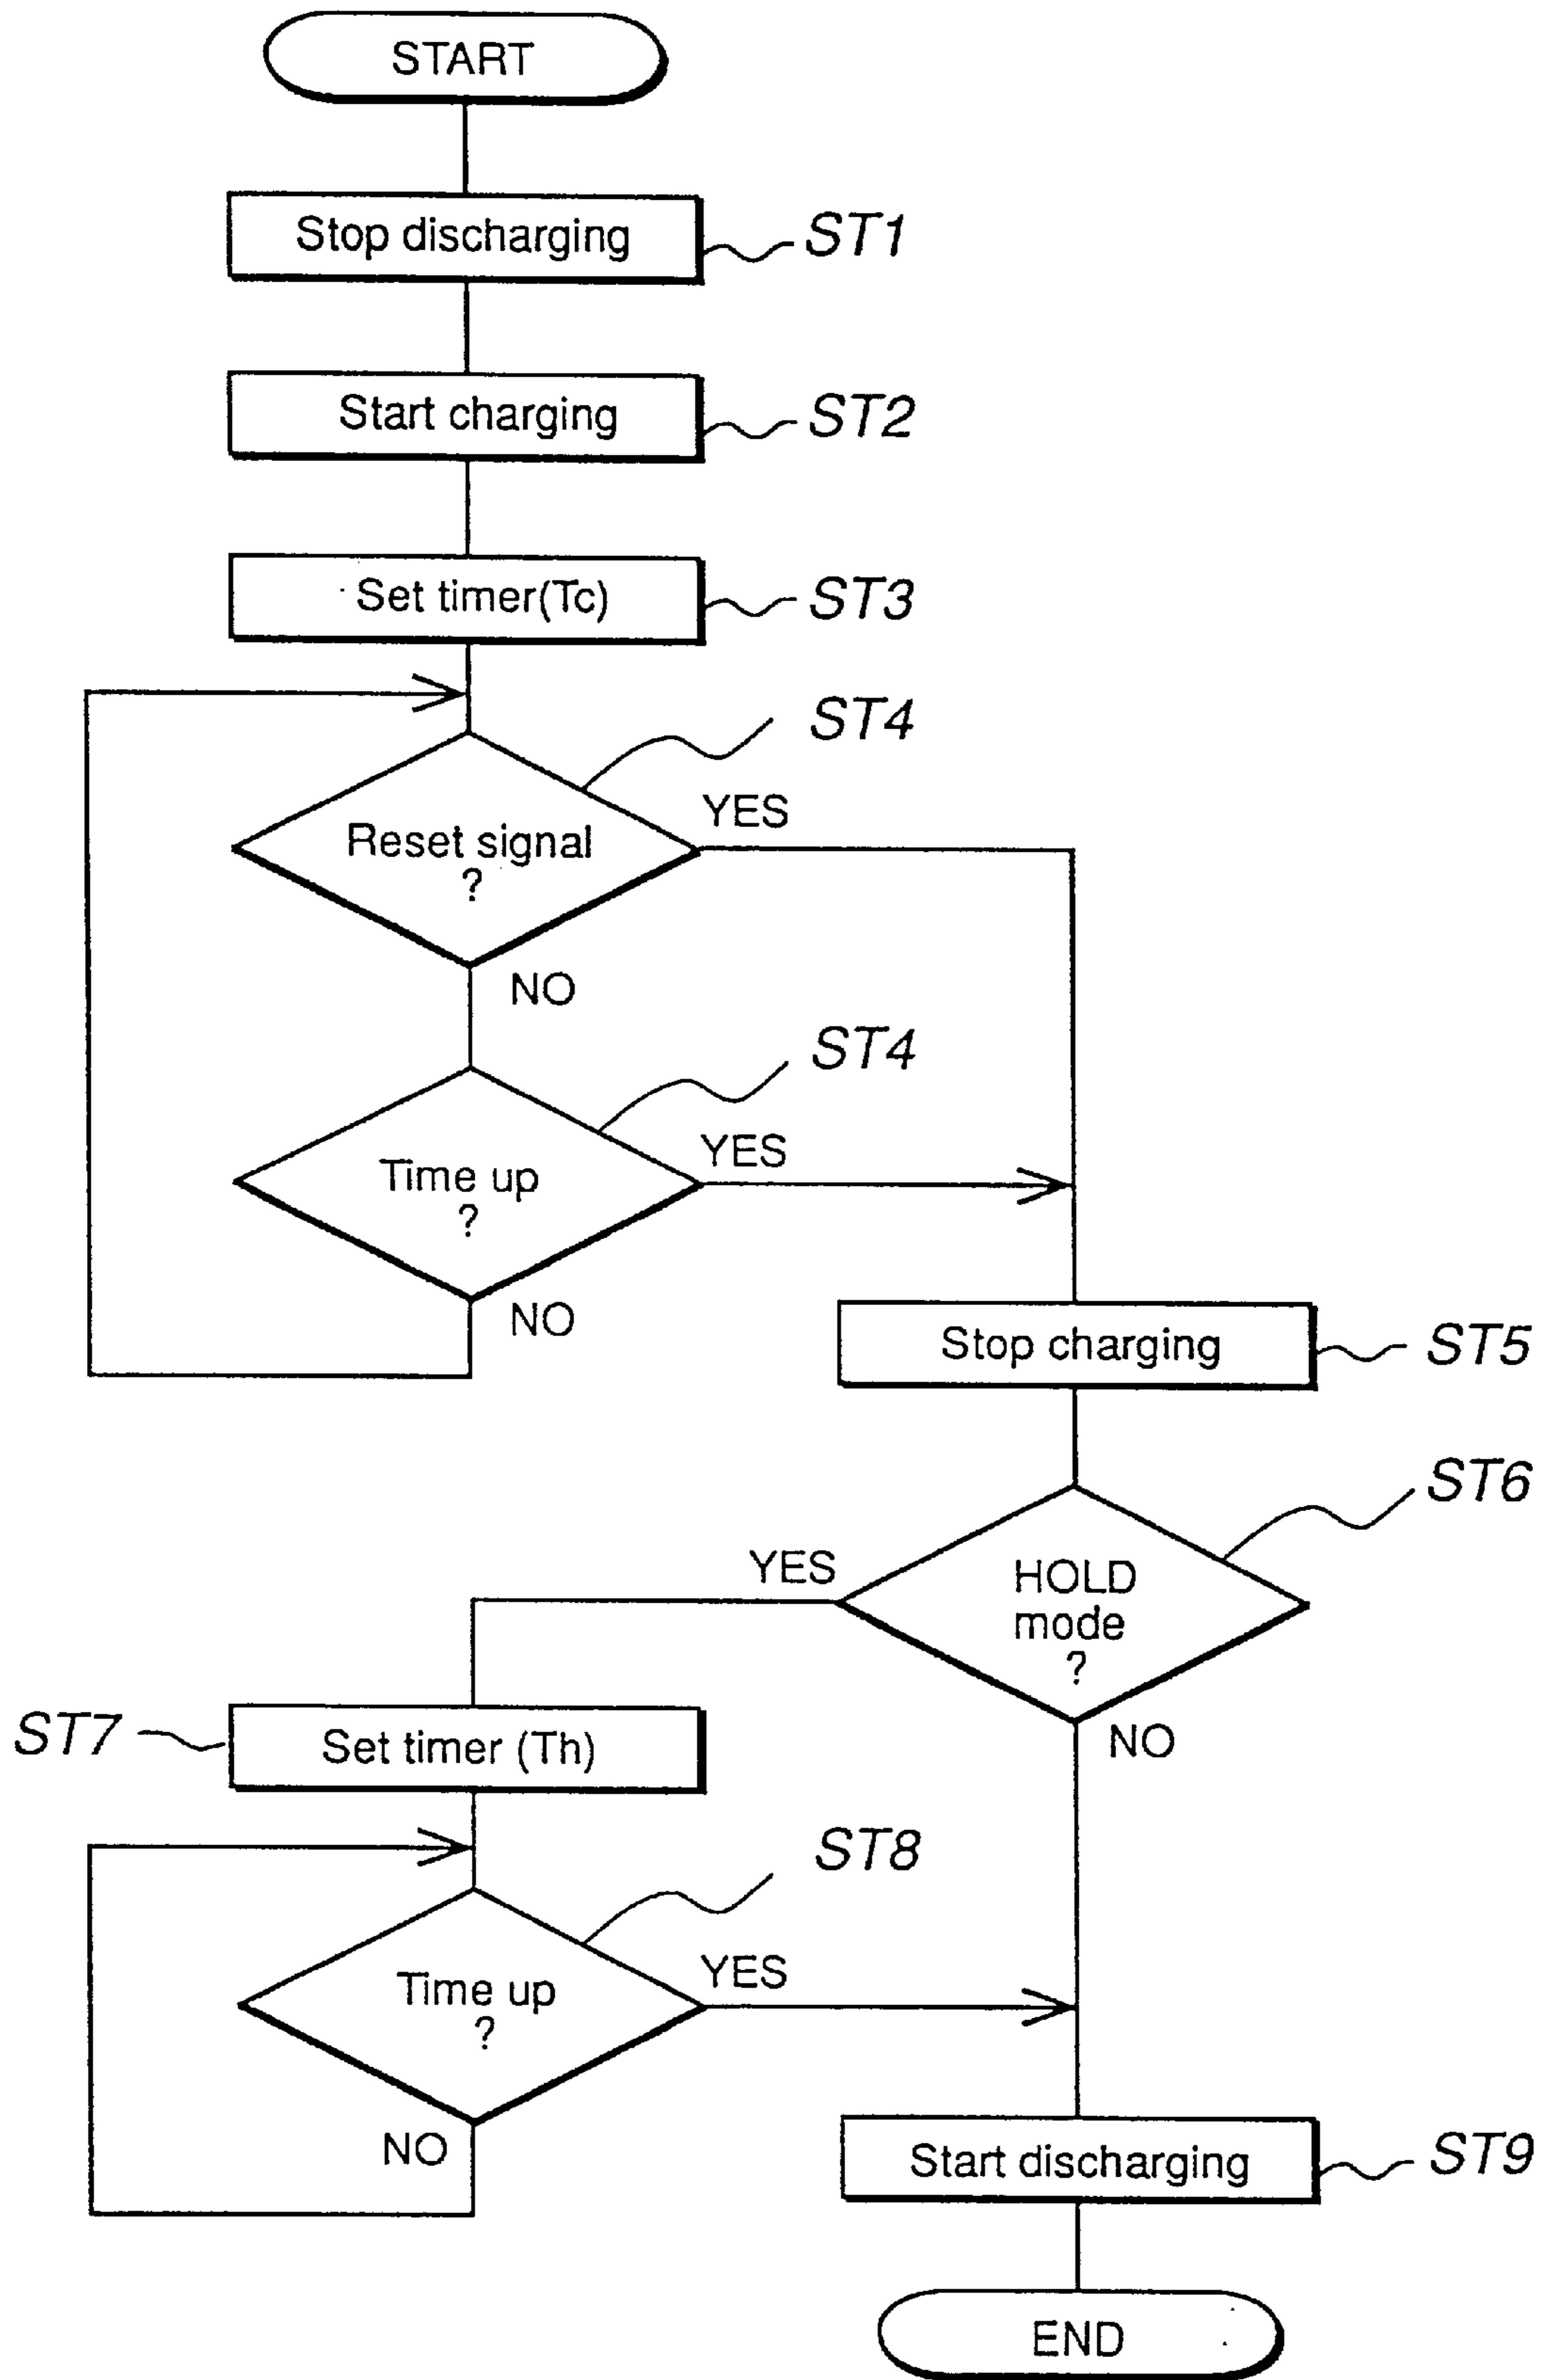 START
Stop discharging
ST1
Start charging
ST2
Set timer(Tc)
ST3
ST4
Reset signal
?
YES
NO
ST4
Time up
?
YES
NO
Stop charging
ST5
ST6
HOLD
mode
?
YES
NO
ST7
Set timer (Th)
ST8
Time up
?
YES
NO
Start discharging
ST9
END